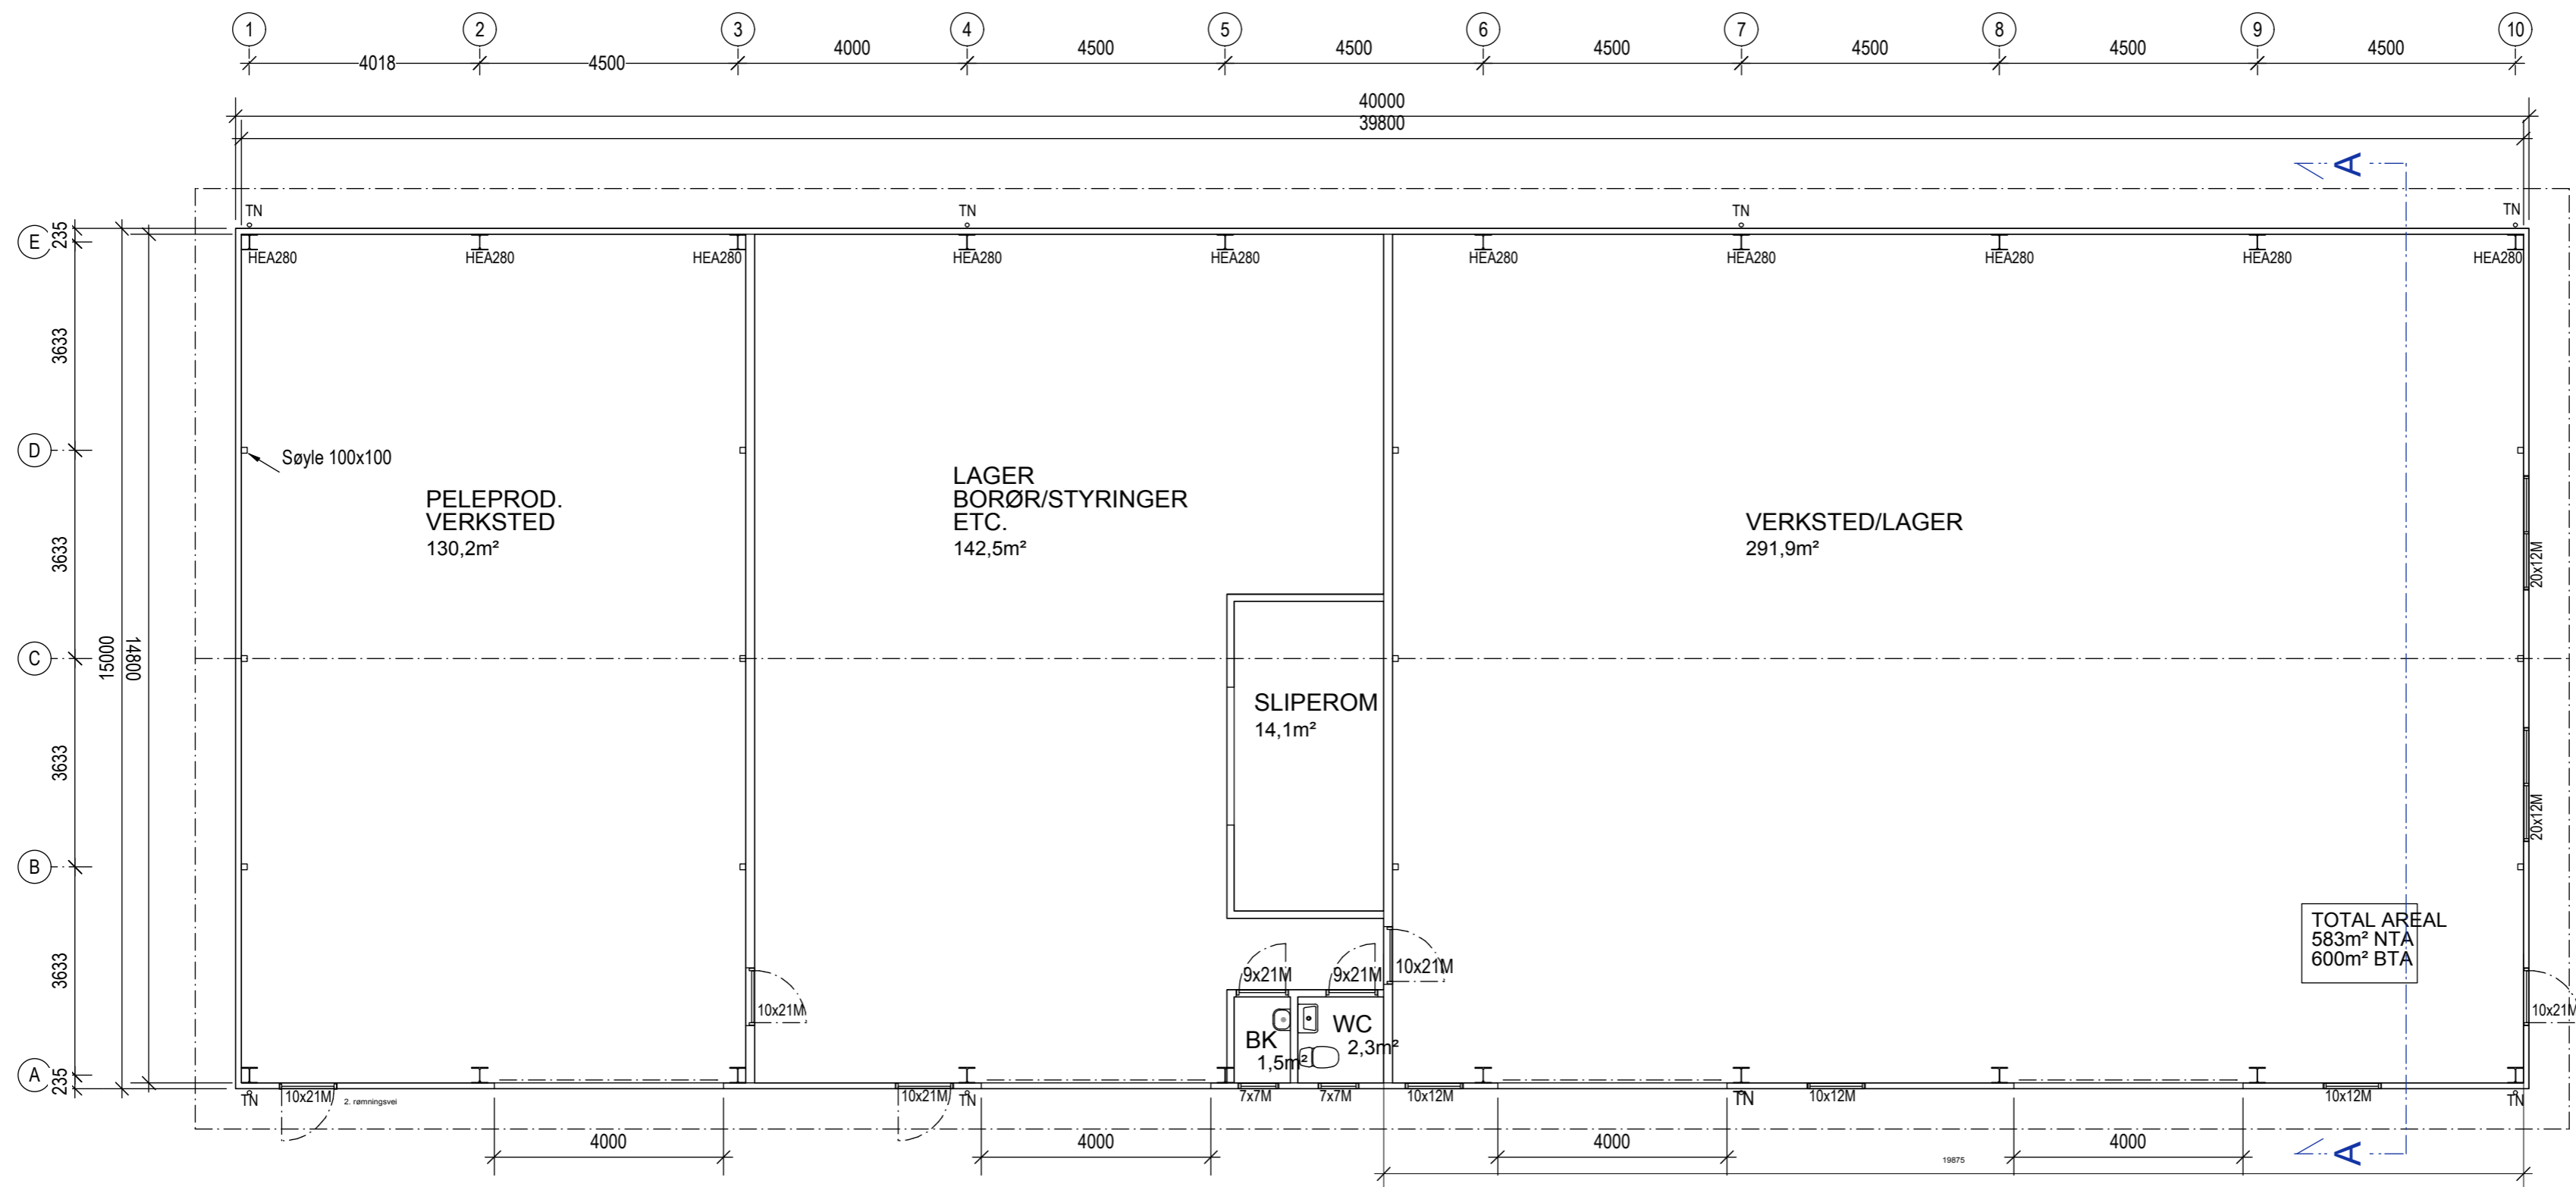 1 2 3 4 5 6 7 8 9 10
4018 4500 4000 4500 4500 4500 4500 4500 4500
40000
39800
A
TN TN TN TN
E 235
HEA280 HEA280 HEA280 HEA280 HEA280 HEA280 HEA280 HEA280 HEA280 HEA280
3633
D
Søyle 100x100
PELEPROD.
VERKSTED
130,2m²
LAGER
BORØR/STYRINGER
ETC.
142,5m²
VERKSTED/LAGER
291,9m²
3633
20x12M
C
15000
14800
SLIPEROM
14,1m²
3633
20x12M
B
3633
TOTAL AREAL
583m² NTA
600m² BTA
9x21M 9x21M 10x21M
10x21M
10x21M
BK
1,5m²
WC
2,3m²
A 235
TN 10x21M 2. rømningsvei 10x21M TN 7x7M 7x7M 10x12M TN 10x12M 10x12M TN
4000 4000 4000 4000
A
19875